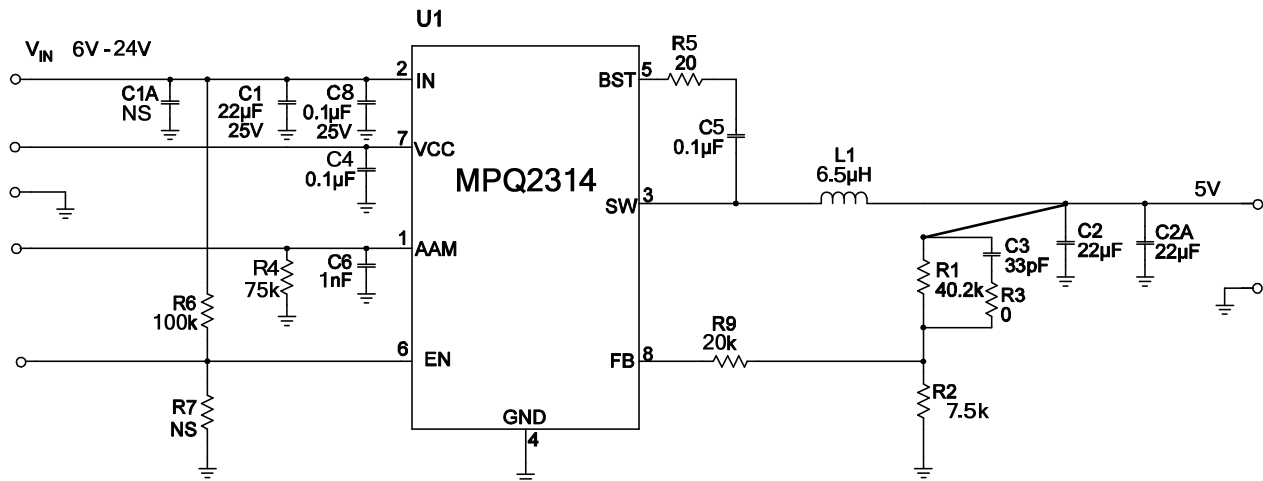 U1
VIN 6V - 24V
2
IN
C1A
NS
C1
22µF
25V
C8
0.1µF
25V
7
VCC
C4
0.1µF
MPQ2314
1
AAM
R4
75k
C6
1nF
R6
100k
6
EN
R7
NS
GND
4
BST
5
R5
20
C5
0.1µF
SW
3
L1
6.5µH
5V
C2
22µF
C2A
22µF
C3
33pF
R1
40.2k
R3
0
R9
20k
FB
8
R2
7.5k